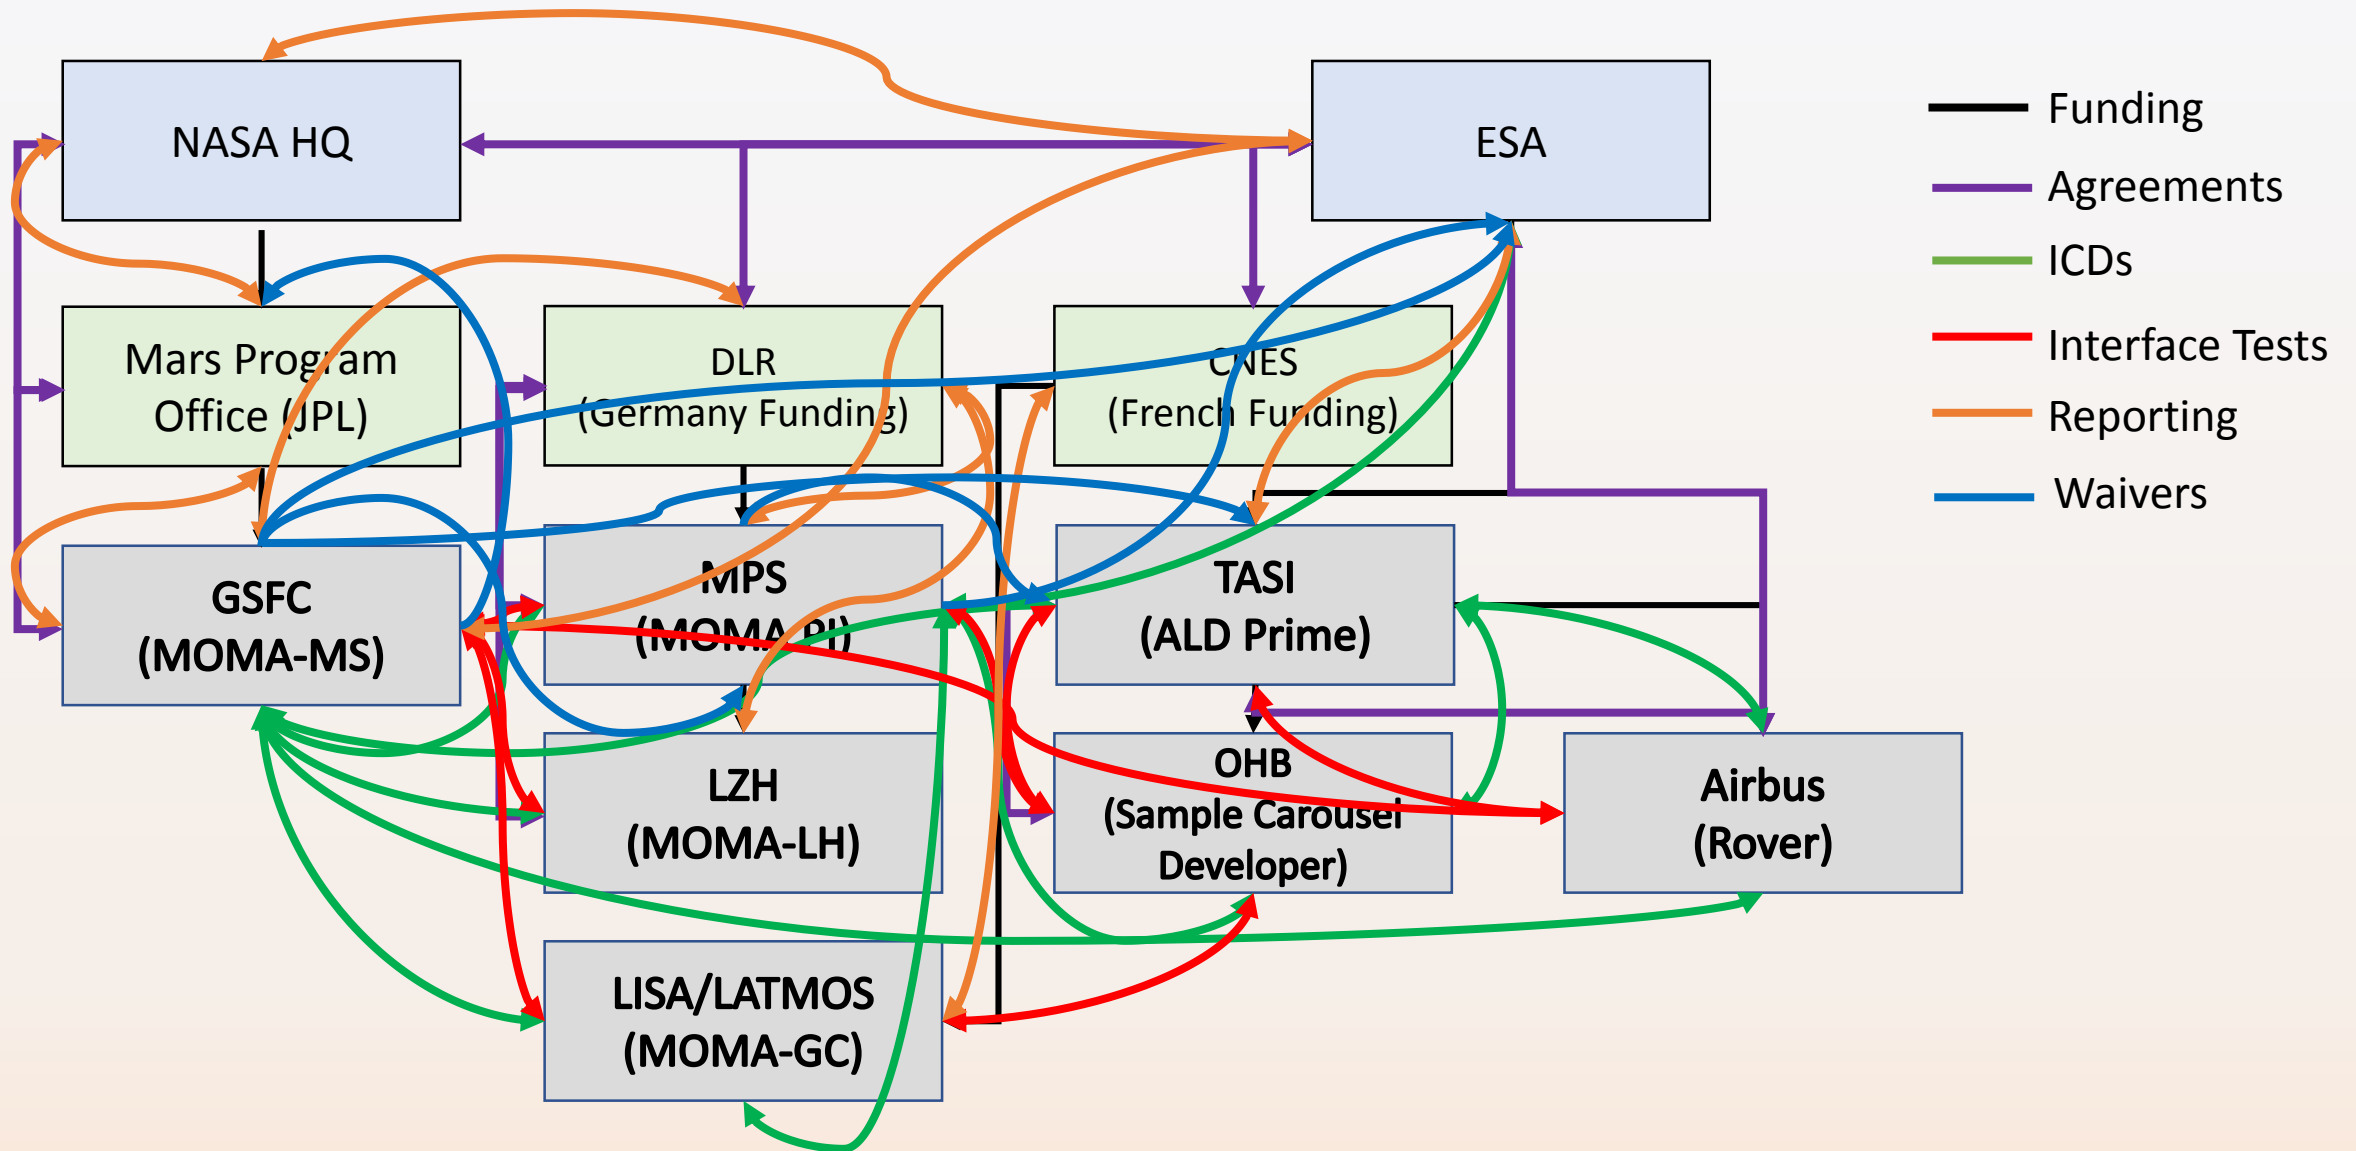 NASA HQ
ESA
Funding
Agreements
ICDs
Interface Tests
Reporting
Waivers
Mars Program
Office (JPL)
DLR
(Germany Funding)
CNES
(French Funding)
GSFC
(MOMA-MS)
MPS
(MOMA-PI)
TASI
(ALD Prime)
LZH
(MOMA-LH)
OHB
(Sample Carousel
Developer)
Airbus
(Rover)
LISA/LATMOS
(MOMA-GC)